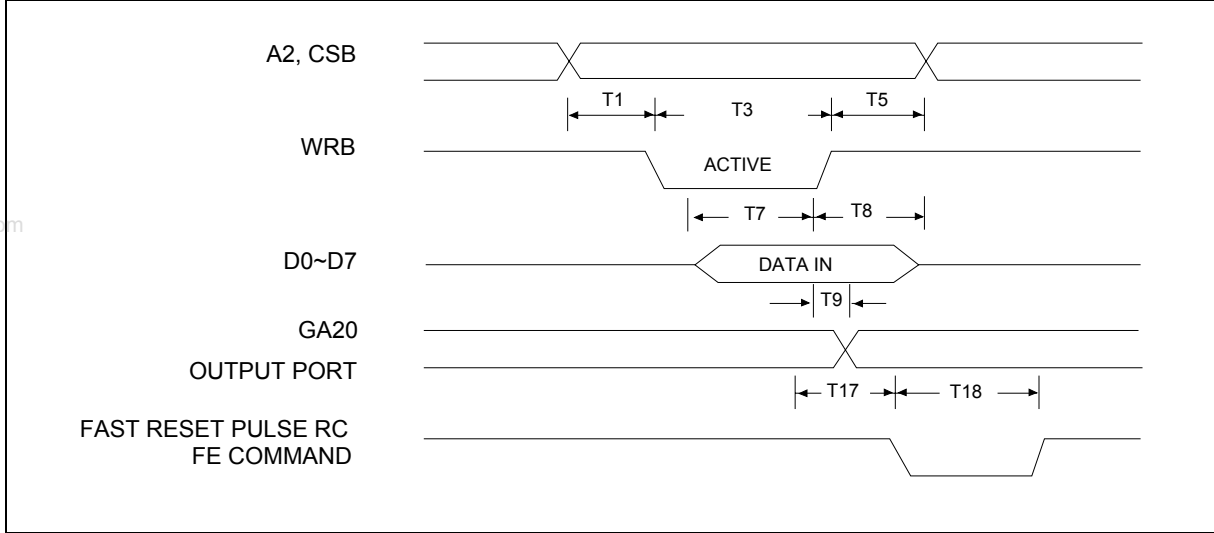 A2, CSB
T1 T3 T5
WRB
ACTIVE
T7 T8
om
D0~D7
DATA IN
T9
GA20
OUTPUT PORT
T17 T18
FAST RESET PULSE RC
FE COMMAND